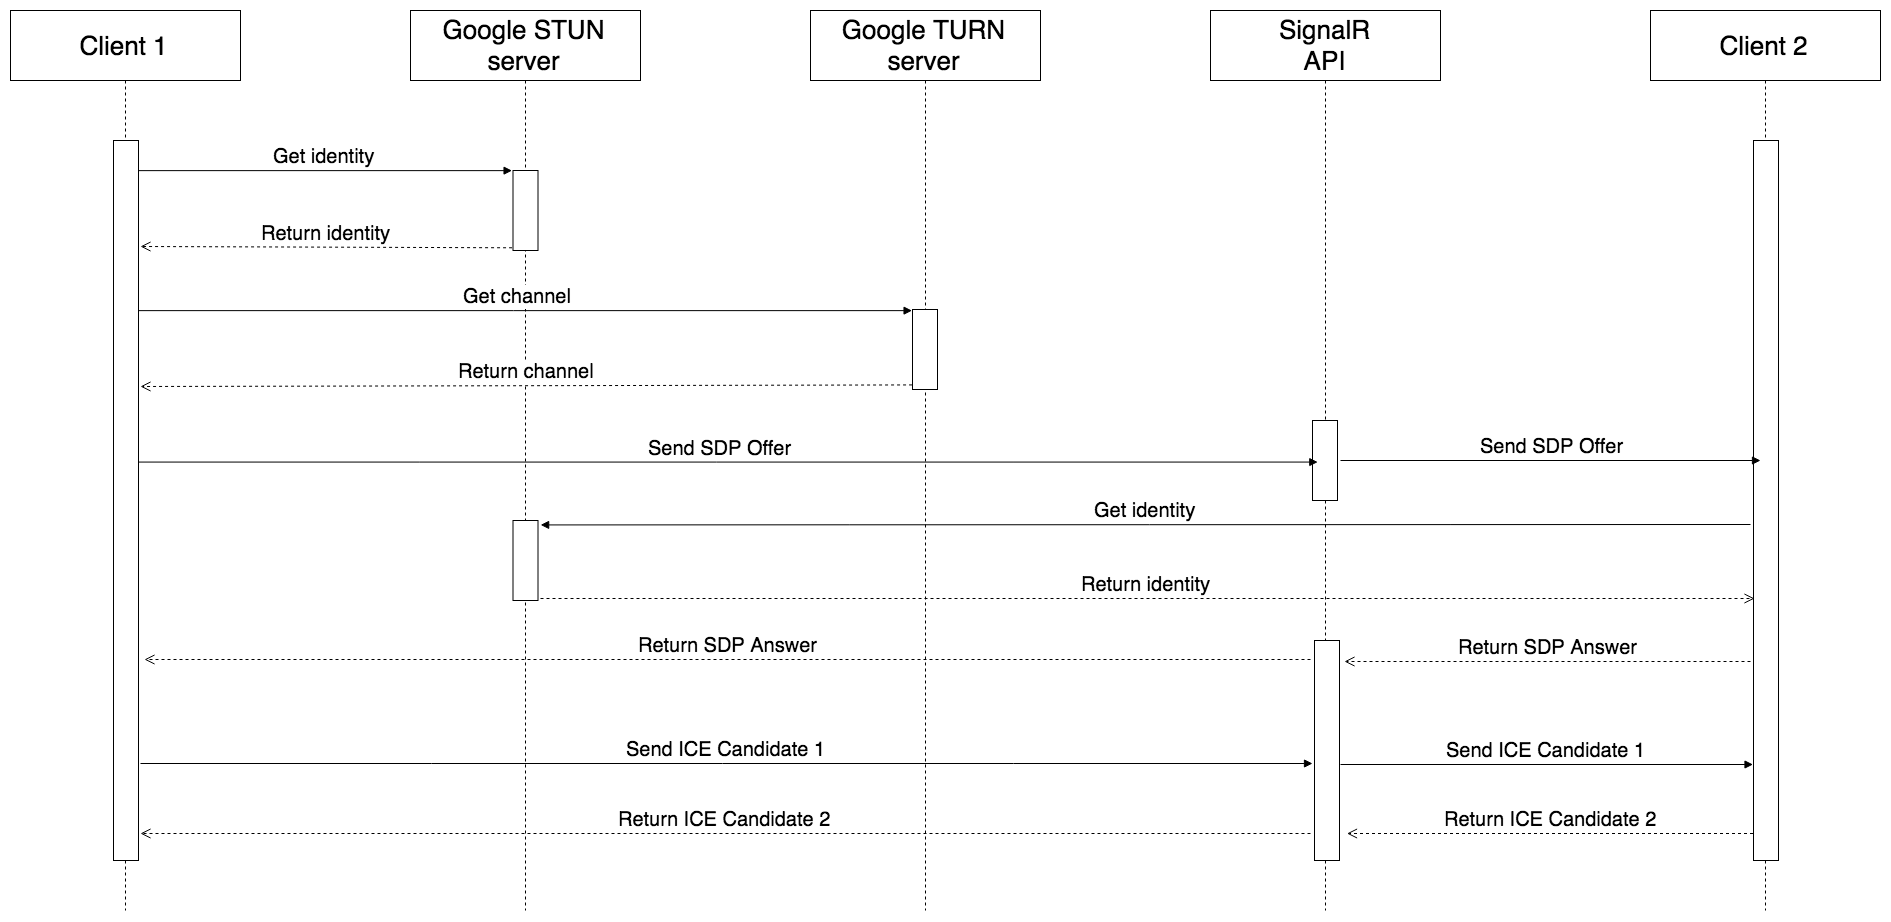 Client 1
Google STUN
server
Google TURN
server
SignalR
API
Client 2
Get identity
Return identity
Get channel
Return channel
Send SDP Offer
Send SDP Offer
Get identity
Return identity
Return SDP Answer
Return SDP Answer
Send ICE Candidate 1
Send ICE Candidate 1
Return ICE Candidate 2
Return ICE Candidate 2